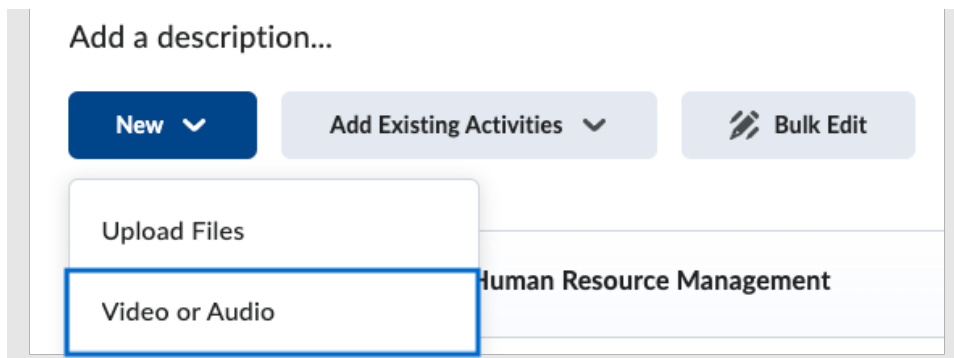 Add a description...
New Add Existing Activities Bulk Edit
Upload Files
Human Resource Management
Video or Audio